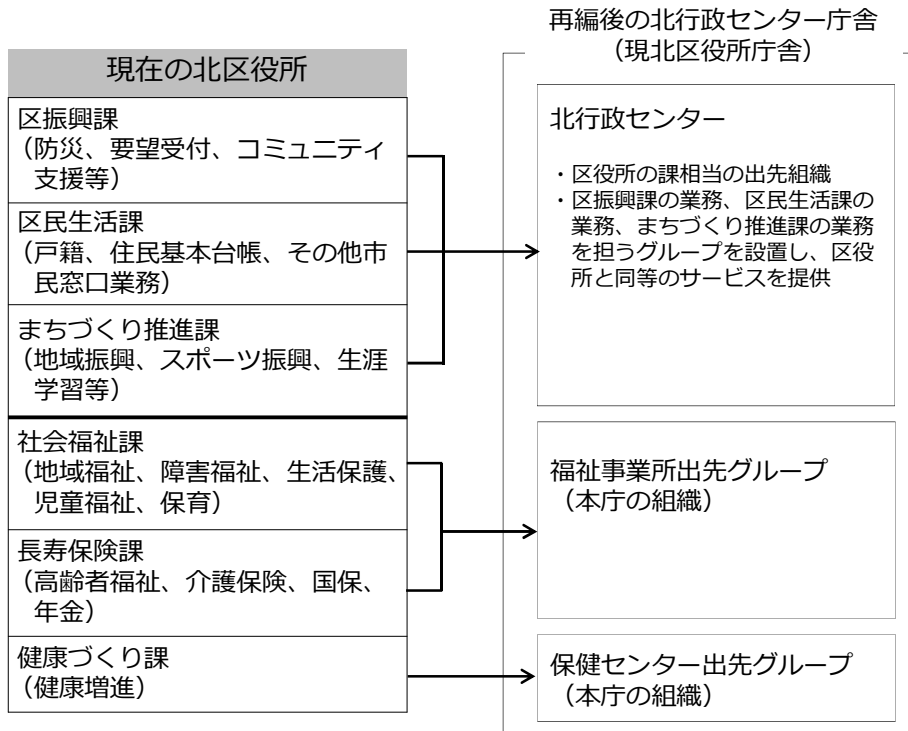 現在の北区役所
区振興課
（防災、要望受付、コミュニティ
支援等）
区民生活課
（戸籍、住民基本台帳、その他市
民窓口業務）
まちづくり推進課
（地域振興、スポーツ振興、生涯
学習等）
社会福祉課
（地域福祉、障害福祉、生活保護、
児童福祉、保育）
長寿保険課
（高齢者福祉、介護保険、国保、
年金）
健康づくり課
（健康増進）
再編後の北行政センター庁舎
（現北区役所庁舎）
北行政センター
・区役所の課相当の出先組織
・区振興課の業務、区民生活課の
業務、まちづくり推進課の業務
を担うグループを設置し、区役
所と同等のサービスを提供
福祉事業所出先グループ
（本庁の組織）
保健センター出先グループ
（本庁の組織）